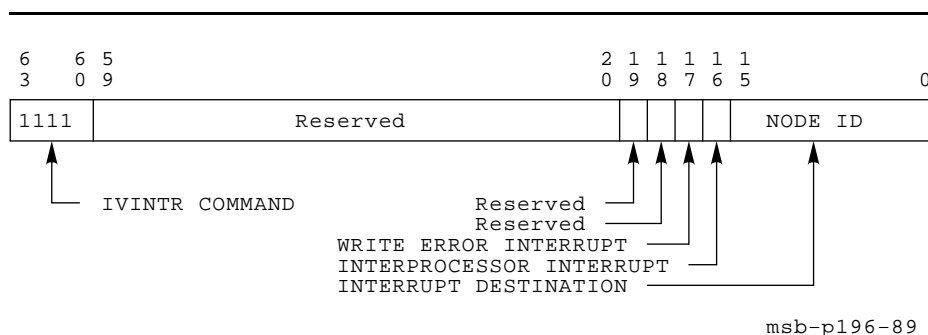 6 6 5 2 1 1 1 1 1
3 0 9 0 9 8 7 6 5 0
1111 Reserved NODE ID
IVINTR COMMAND Reserved
Reserved
WRITE ERROR INTERRUPT
INTERPROCESSOR INTERRUPT
INTERRUPT DESTINATION
msb-p196-89